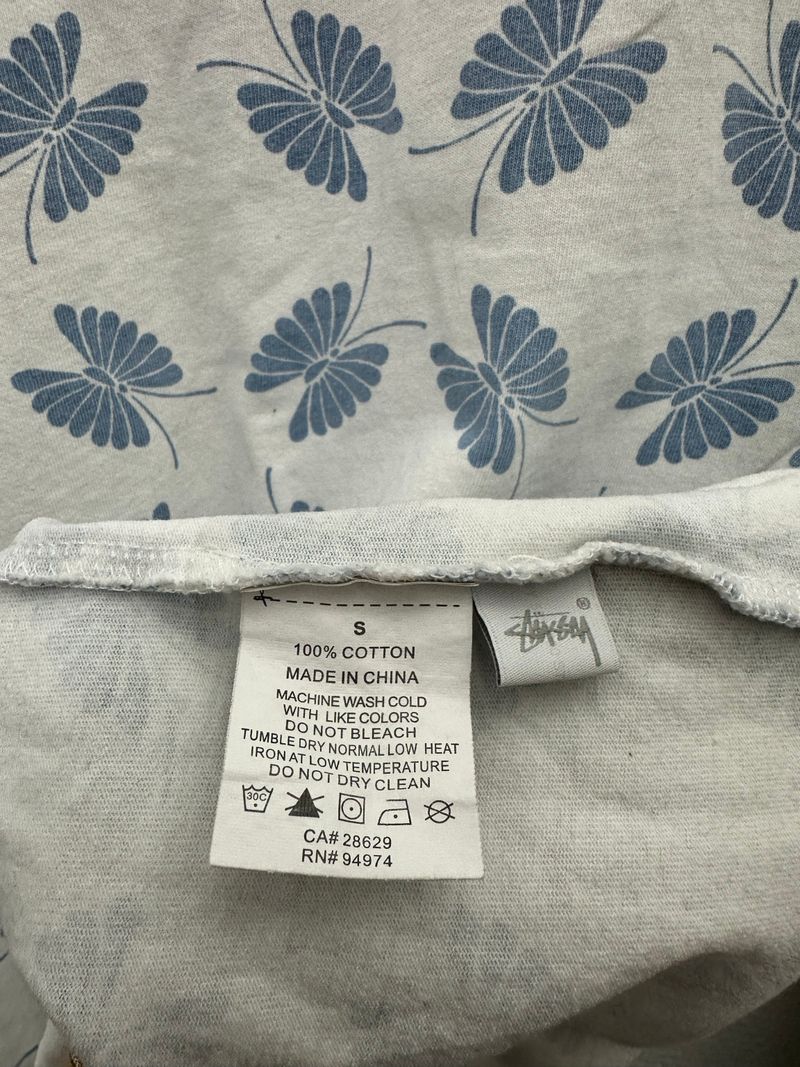 S
100% COTTON
MADE IN CHINA
MACHINE WASH COLD
WITH LIKE COLORS
DO NOT BLEACH
TUMBLE DRY NORMAL LOW HEAT
IRON AT LOW TEMPERATURE
DO NOT DRY CLEAN
30C
CA# 28629
RN# 94974
Stüssy®